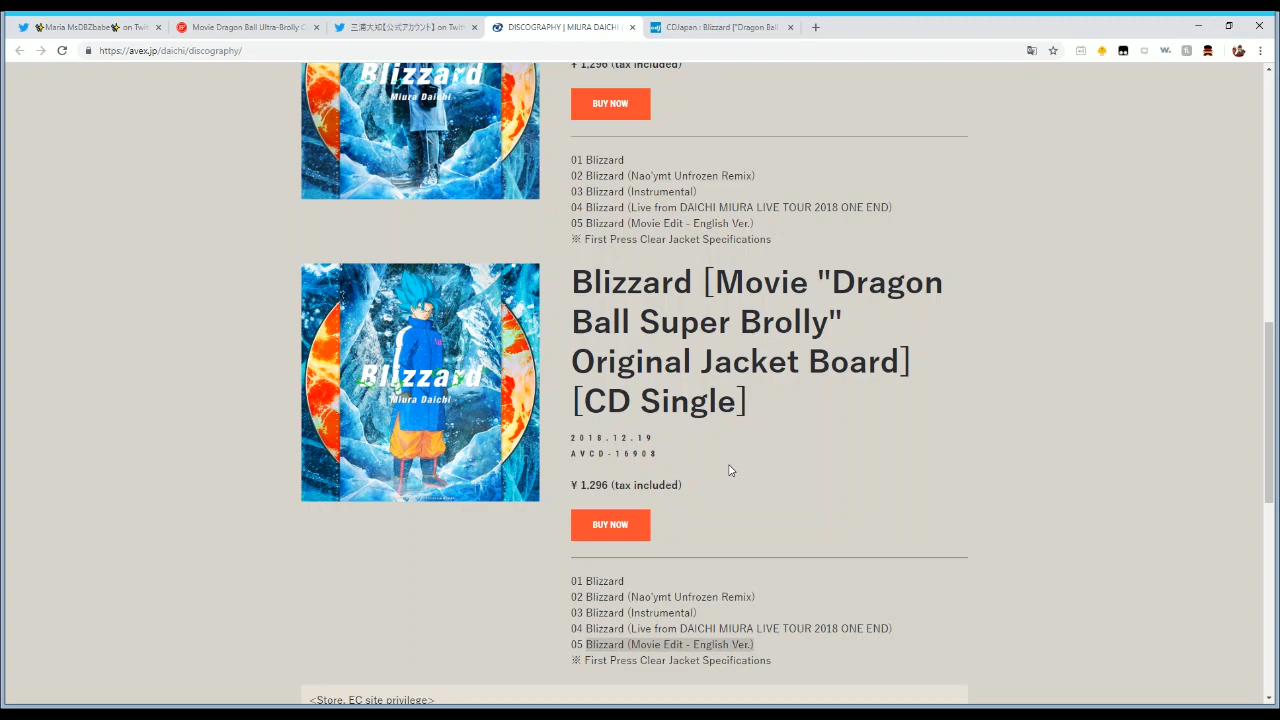 Maria MsDBZbabe on Twit
Movie Dragon Ball Ultra-Brolly C
三浦大知【公式アカウント】 on Twit
DISCOGRAPHY | MIURA DAICHI (
CDJapan : Blizzard ["Dragon Ball
https://avex.jp/daichi/discography/
¥ 1,296 (tax included)
Blizzard
Miura Daichi
BUY NOW
01 Blizzard
02 Blizzard (Nao'ymt Unfrozen Remix)
03 Blizzard (Instrumental)
04 Blizzard (Live from DAICHI MIURA LIVE TOUR 2018 ONE END)
05 Blizzard (Movie Edit - English Ver.)
※ First Press Clear Jacket Specifications
Blizzard [Movie "Dragon
Ball Super Brolly"
Original Jacket Board]
[CD Single]
Blizzard
Miura Daichi
2018.12.19
AVCD-16908
¥ 1,296 (tax included)
BUY NOW
01 Blizzard
02 Blizzard (Nao'ymt Unfrozen Remix)
03 Blizzard (Instrumental)
04 Blizzard (Live from DAICHI MIURA LIVE TOUR 2018 ONE END)
05 Blizzard (Movie Edit - English Ver.)
※ First Press Clear Jacket Specifications
<Store, EC site privilege>